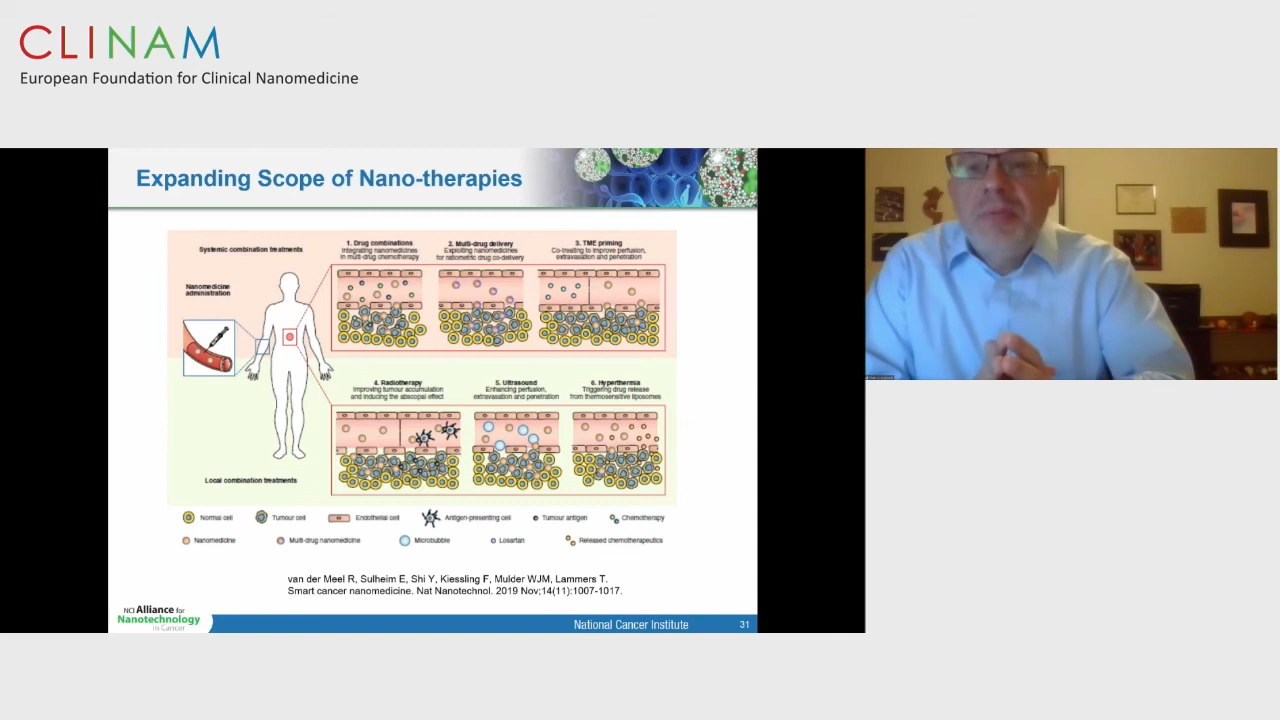 CLINAM
European Foundation for Clinical Nanomedicine
Expanding Scope of Nano-therapies
Systemic combination treatments
Nanomedicine
administration
1. Drug combinations
Integrating nanomedicines
in multi-drug chemotherapy
2. Multi-drug delivery
Exploiting nanomedicines
for ratiometric drug co-delivery
3. TME priming
Co-treating to improve perfusion,
extravasation and penetration
4. Radiotherapy
Improving tumour accumulation
and inducing the abscopal effect
5. Ultrasound
Enhancing perfusion,
extravasation and penetration
6. Hyperthermia
Triggering drug release
from thermosensitive liposomes
Local combination treatments
Normal cell
Tumour cell
Endothelial cell
Antigen-presenting cell
Tumour antigen
Chemotherapy
Nanomedicine
Multi-drug nanomedicine
Microbubble
Losartan
Released chemotherapeutics
van der Meel R, Sulheim E, Shi Y, Kiessling F, Mulder WJM, Lammers T.
Smart cancer nanomedicine. Nat Nanotechnol. 2019 Nov;14(11):1007-1017.
NCI Alliance for
Nanotechnology
in Cancer
National Cancer Institute
31